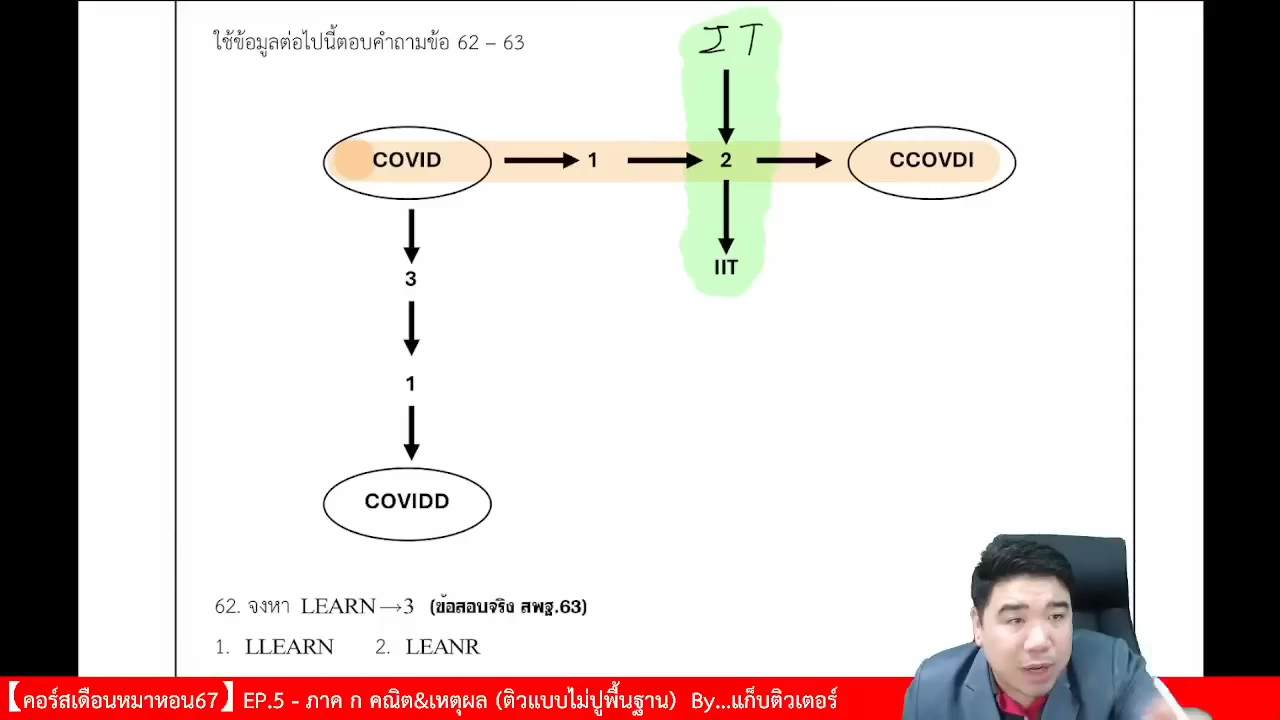 ใช้ข้อมูลต่อไปนี้ตอบคำถามข้อ 62 – 63
IT
COVID 1 2 CCOVDI
3
IIT
1
COVIDD
62. จงหา LEARN→3 (ข้อสอบจริง สพฐ.63)
1. LLEARN 2. LEANR
【คอร์สเดือนหมาหอน67】EP.5 - ภาค ก คณิต&เหตุผล (ติวแบบไม่ปูพื้นฐาน) By...แก็บติวเตอร์